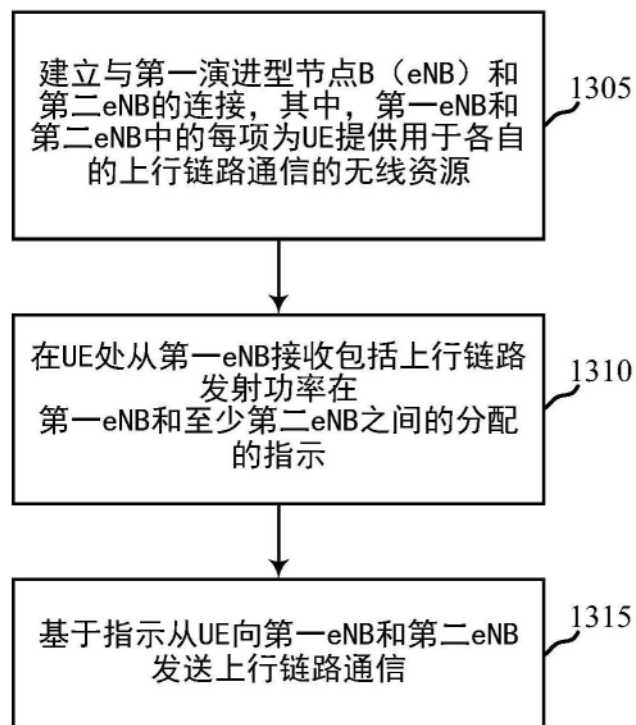 建立与第一演进型节点B（eNB）和
第二eNB的连接，其中，第一eNB和
第二eNB中的每项为UE提供用于各自
的上行链路通信的无线资源
1305
在UE处从第一eNB接收包括上行链路
发射功率在
第一eNB和至少第二eNB之间的分配
的指示
1310
基于指示从UE向第一eNB和第二eNB
发送上行链路通信
1315